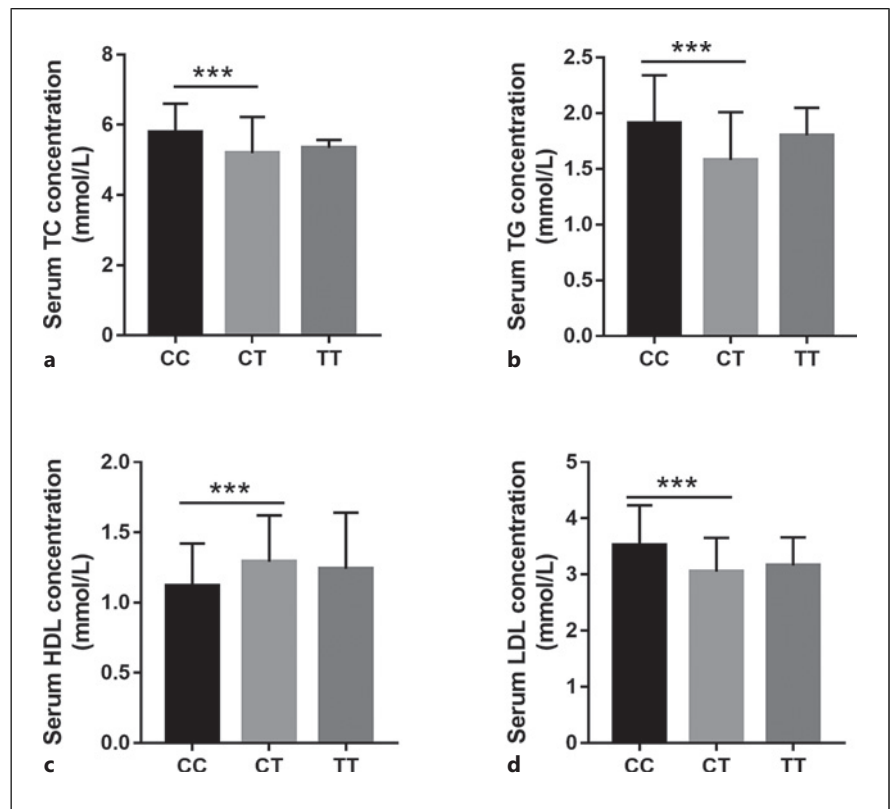 Serum TC concentration
(mmol/L)
8
6
4
2
0
***
CC
CT
TT
a
Serum TG concentration
(mmol/L)
2.5
2.0
1.5
1.0
0.5
0.0
***
CC
CT
TT
b
Serum HDL concentration
(mmol/L)
2.0
1.5
1.0
0.5
0.0
***
CC
CT
TT
c
Serum LDL concentration
(mmol/L)
5
4
3
2
1
0
***
CC
CT
TT
d